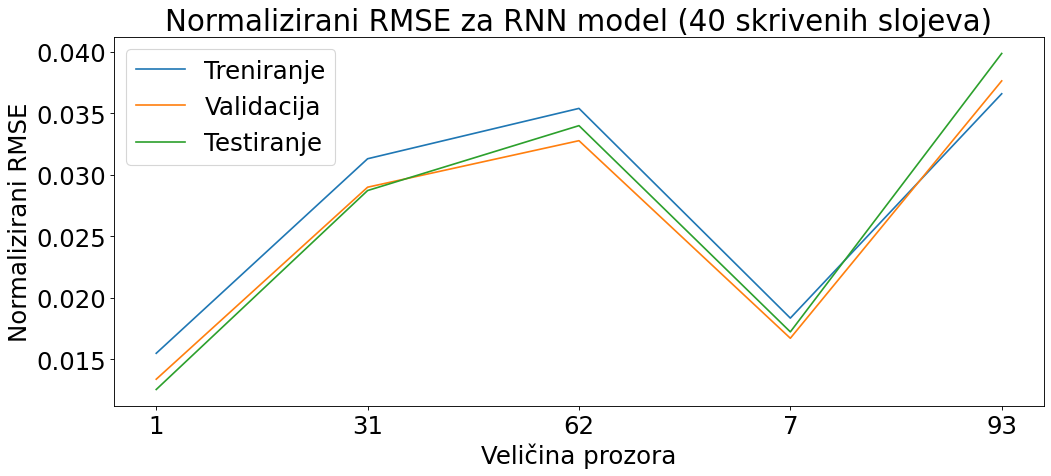 Normalizirani RMSE za RNN model (40 skrivenih slojeva)
0.040
0.035
0.030
0.025
0.020
0.015
Normalizirani RMSE
Treniranje
Validacija
Testiranje
1 31 62 7 93
Veličina prozora